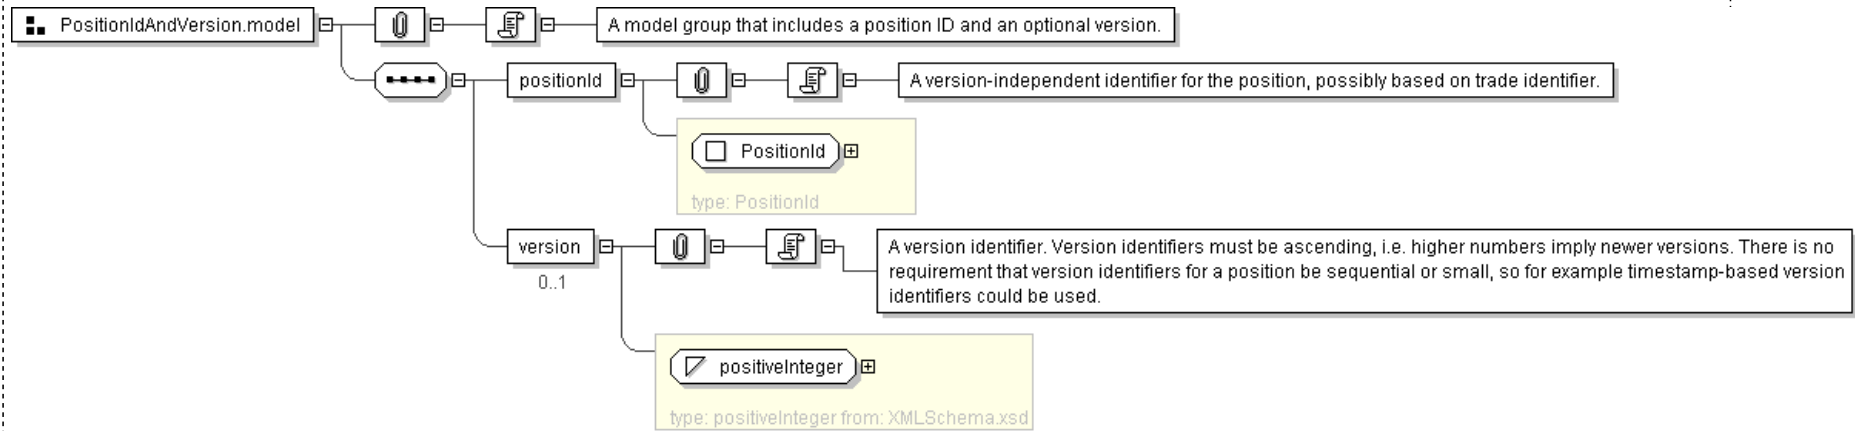 PositionIdAndVersion.model
A model group that includes a position ID and an optional version.
positionId
A version-independent identifier for the position, possibly based on trade identifier.
PositionId
type: PositionId
version
0..1
A version identifier. Version identifiers must be ascending, i.e. higher numbers imply newer versions. There is no
requirement that version identifiers for a position be sequential or small, so for example timestamp-based version
identifiers could be used.
positiveInteger
type: positiveInteger from: XMLSchema.xsd